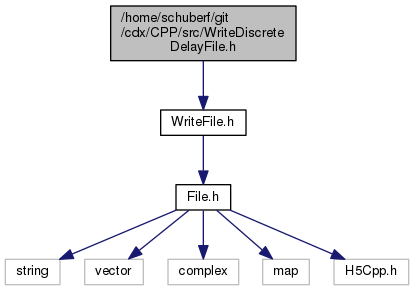 /home/schuberf/git
/cdx/CPP/src/WriteDiscrete
DelayFile.h
WriteFile.h
File.h
string
vector
complex
map
H5Cpp.h